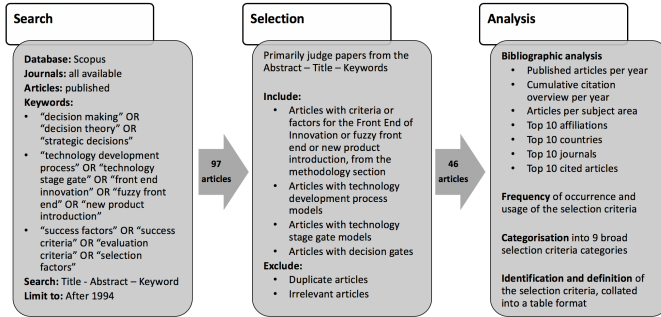 Search
Database: Scopus
Journals: all available
Articles: published
Keywords:
• “decision making” OR
“decision theory” OR
“strategic decisions”
• “technology development
process” OR “technology
stage gate” OR “front end
innovation” OR “fuzzy front
end” OR “new product
introduction”
• “success factors” OR “success
criteria” OR “evaluation
criteria” OR “selection
factors”
Search: Title - Abstract – Keyword
Limit to: After 1994
97
articles
Selection
Primarily judge papers from the
Abstract – Title – Keywords
Include:
• Articles with criteria or
factors for the Front End of
Innovation or fuzzy front
end or new product
introduction, from the
methodology section
• Articles with technology
development process
models
• Articles with technology
stage gate models
• Articles with decision gates
Exclude:
• Duplicate articles
• Irrelevant articles
46
articles
Analysis
Bibliographic analysis
• Published articles per year
• Cumulative citation
overview per year
• Articles per subject area
• Top 10 affiliations
• Top 10 countries
• Top 10 journals
• Top 10 cited articles
Frequency of occurrence and
usage of the selection criteria
Categorisation into 9 broad
selection criteria categories
Identification and definition of
the selection criteria, collated
into a table format